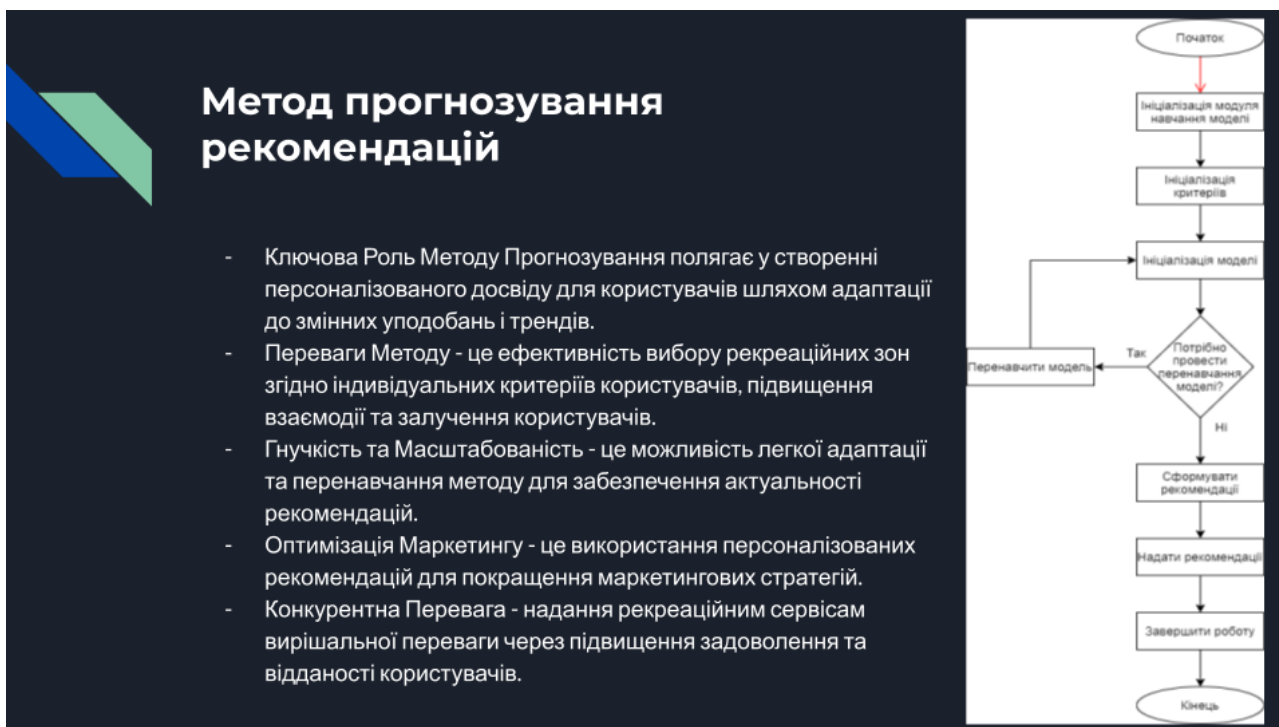 Метод прогнозування
рекомендацій
- Ключова Роль Методу Прогнозування полягає у створенні
персоналізованого досвіду для користувачів шляхом адаптації
до змінних уподобань і трендів.
- Переваги Методу - це ефективність вибору рекреаційних зон
згідно індивідуальних критеріїв користувачів, підвищення
взаємодії та залучення користувачів.
- Гнучкість та Масштабованість - це можливість легкої адаптації
та перенавчання методу для забезпечення актуальності
рекомендацій.
- Оптимізація Маркетингу - це використання персоналізованих
рекомендацій для покращення маркетингових стратегій.
- Конкурентна Перевага - надання рекреаційним сервісам
вирішальної переваги через підвищення задоволення та
відданості користувачів.
Початок
Ініціалізація модуля
навчання моделі
Ініціалізація
критеріїв
Ініціалізація моделі
Потрібно
провести
перенавчання
моделі?
Так
Перенавчити модель
Ні
Сформувати
рекомендації
Надати рекомендації
Завершити роботу
Кінець